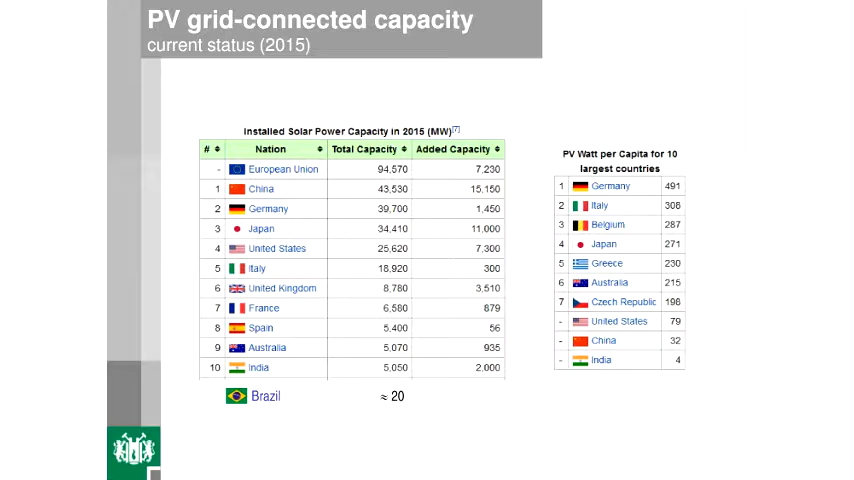 PV grid-connected capacity
current status (2015)
Installed Solar Power Capacity in 2015 (MW)[7]
# Nation Total Capacity Added Capacity
- European Union 94,570 7,230
1 China 43,530 15,150
2 Germany 39,700 1,450
3 Japan 34,410 11,000
4 United States 25,620 7,300
5 Italy 18,920 300
6 United Kingdom 8,780 3,510
7 France 6,580 879
8 Spain 5,400 56
9 Australia 5,070 935
10 India 5,050 2,000
Brazil ≈ 20
PV Watt per Capita for 10
largest countries
1 Germany 491
2 Italy 308
3 Belgium 287
4 Japan 271
5 Greece 230
6 Australia 215
7 Czech Republic 198
- United States 79
- China 32
- India 4